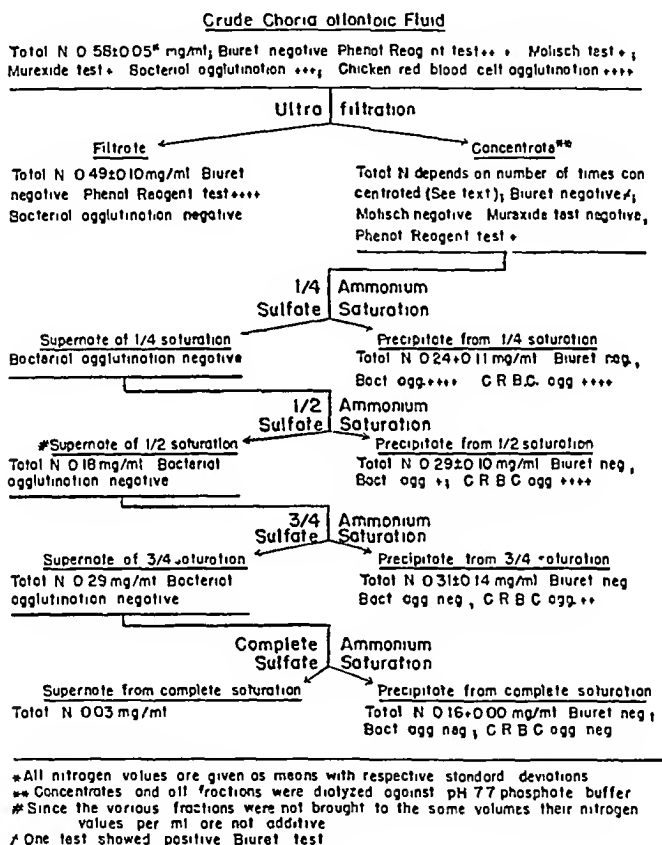 Crude Choria ollontoic Fluid
Total N 0 58±005* mg/ml; Biuret negative Phenol Reag nt test++ + Molisch test +;
Murexide test+ Bacteriol agglutination +++; Chicken red blood cell agglutination ++++
Ultra filtration
Filtrate
Total N 0.49±0.10 mg/ml Biuret
negative Phenol Reagent test++++
Bacteriol agglutination negative
Concentrate**
Total N depends on number of times con
centrated (See text); Biuret negative⌿;
Molisch negative Murexide test negative,
Phenol Reagent test +
1/4 Ammonium
Sulfate Saturation
Supernate of 1/4 saturation
Bacterial agglutination negative
Precipitate from 1/4 saturation
Total N 0.24+0.11 mg/ml Biuret neg.,
Bact agg.++++ C R B.C. agg ++++
1/2 Ammonium
Sulfate Saturation
#Supernate of 1/2 saturation
Total N 0.18 mg/ml Bacterial
agglutination negative
Precipitate from 1/2 saturation
Total N 0.29±0.10 mg/ml Biuret neg,
Bact agg +; C R B C agg ++++
3/4 Ammonium
Sulfate Saturation
Supernate of 3/4 saturation
Total N 0.29 mg/ml Bacterial
agglutination negative
Precipitate from 3/4 saturation
Total N 0.31±0.14 mg/ml Biuret neg
Bact agg neg, C R B C agg.++
Complete Ammonium
Sulfate Saturation
Supernate from complete saturation
Total N 003 mg/ml
Precipitate from complete saturation
Total N 0.16+0.00 mg/ml Biuret neg,
Bact agg neg, C R B C agg neg
*All nitrogen values are given as means with respective standard deviations
**Concentrates and all fractions were dialyzed against pH 77 phosphate buffer
#Since the various fractions were not brought to the same volumes their nitrogen
values per ml are not additive
⌿ One test showed positive Biuret test